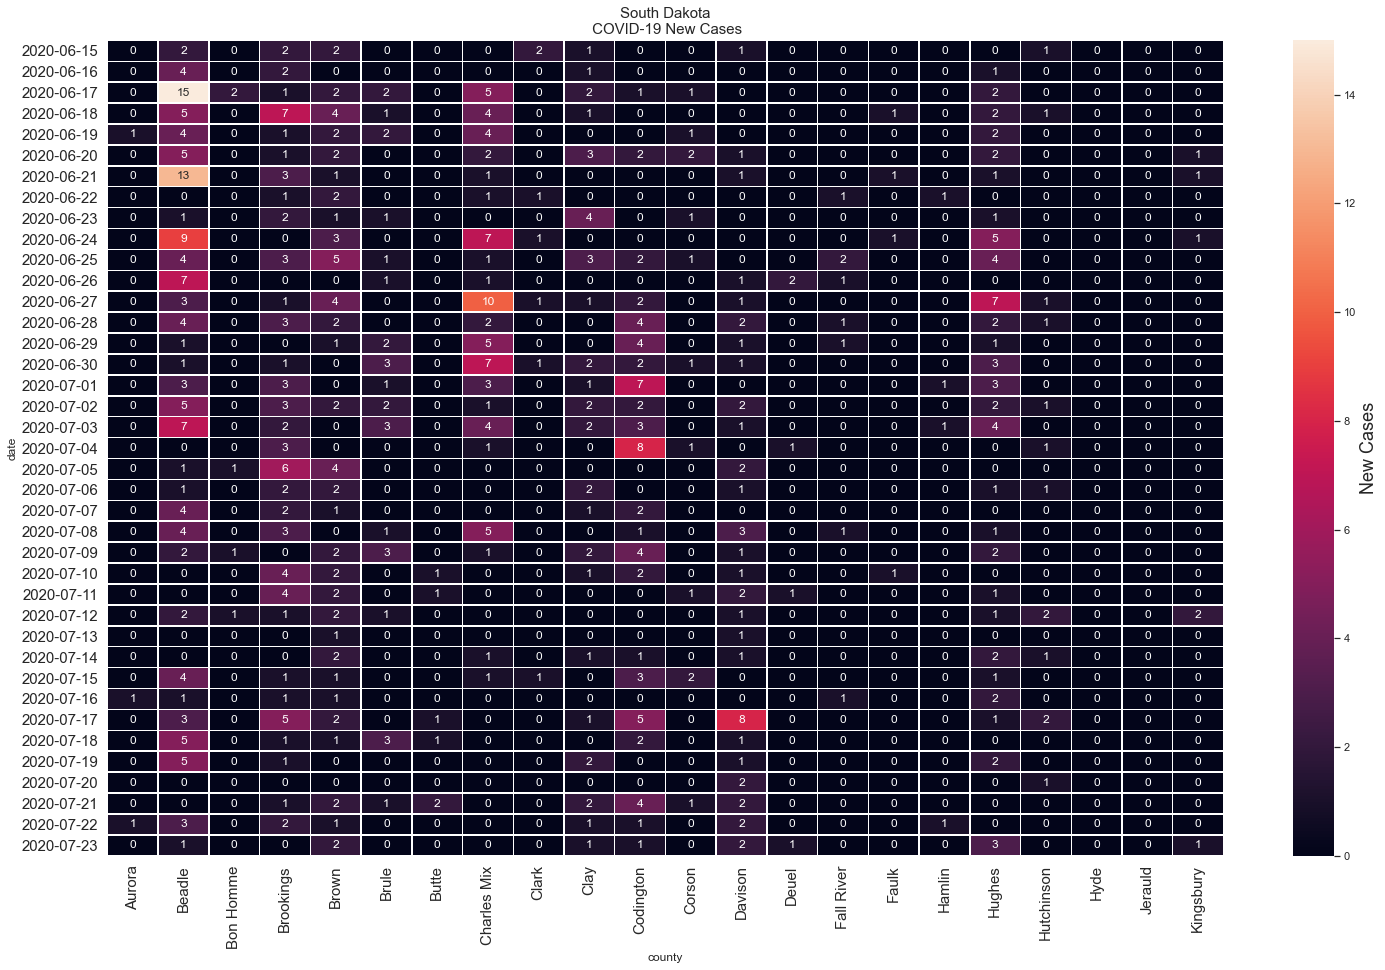 South Dakota
COVID-19 New Cases
2020-06-15 0 2 0 2 2 0 0 0 2 1 0 0 1 0 0 0 0 0 1 0 0 0
2020-06-16 0 4 0 2 0 0 0 0 0 1 0 0 0 0 0 0 0 1 0 0 0 0
2020-06-17 0 15 2 1 2 2 0 5 0 2 1 1 0 0 0 0 0 2 0 0 0 0
2020-06-18 0 5 0 7 4 1 0 4 0 1 0 0 0 0 0 1 0 2 1 0 0 0
2020-06-19 1 4 0 1 2 2 0 4 0 0 0 1 0 0 0 0 0 2 0 0 0 0
2020-06-20 0 5 0 1 2 0 0 2 0 3 2 2 1 0 0 0 0 2 0 0 0 1
2020-06-21 0 13 0 3 1 0 0 1 0 0 0 0 1 0 0 1 0 1 0 0 0 1
2020-06-22 0 0 0 1 2 0 0 1 1 0 0 0 0 0 1 0 1 0 0 0 0 0
2020-06-23 0 1 0 2 1 1 0 0 0 4 0 1 0 0 0 0 0 1 0 0 0 0
2020-06-24 0 9 0 0 3 0 0 7 1 0 0 0 0 0 0 1 0 5 0 0 0 1
2020-06-25 0 4 0 3 5 1 0 1 0 3 2 1 0 0 2 0 0 4 0 0 0 0
2020-06-26 0 7 0 0 0 1 0 1 0 0 0 0 1 2 1 0 0 0 0 0 0 0
2020-06-27 0 3 0 1 4 0 0 10 1 1 2 0 1 0 0 0 0 7 1 0 0 0
2020-06-28 0 4 0 3 2 0 0 2 0 0 4 0 2 0 1 0 0 2 1 0 0 0
2020-06-29 0 1 0 0 1 2 0 5 0 0 4 0 1 0 1 0 0 1 0 0 0 0
2020-06-30 0 1 0 1 0 3 0 7 1 2 2 1 1 0 0 0 0 3 0 0 0 0
2020-07-01 0 3 0 3 0 1 0 3 0 1 7 0 0 0 0 0 1 3 0 0 0 0
2020-07-02 0 5 0 3 2 2 0 1 0 2 2 0 2 0 0 0 0 2 1 0 0 0
2020-07-03 0 7 0 2 0 3 0 4 0 2 3 0 1 0 0 0 1 4 0 0 0 0
2020-07-04 0 0 0 3 0 0 0 1 0 0 8 1 0 1 0 0 0 0 1 0 0 0
2020-07-05 0 1 1 6 4 0 0 0 0 0 0 0 2 0 0 0 0 0 0 0 0 0
2020-07-06 0 1 0 2 2 0 0 0 0 2 0 0 1 0 0 0 0 1 1 0 0 0
2020-07-07 0 4 0 2 1 0 0 0 0 1 2 0 0 0 0 0 0 0 0 0 0 0
2020-07-08 0 4 0 3 0 1 0 5 0 0 1 0 3 0 1 0 0 1 0 0 0 0
2020-07-09 0 2 1 0 2 3 0 1 0 2 4 0 1 0 0 0 0 2 0 0 0 0
2020-07-10 0 0 0 4 2 0 1 0 0 1 2 0 1 0 0 1 0 0 0 0 0 0
2020-07-11 0 0 0 4 2 0 1 0 0 0 0 1 2 1 0 0 0 1 0 0 0 0
2020-07-12 0 2 1 1 2 1 0 0 0 0 0 0 1 0 0 0 0 1 2 0 0 2
2020-07-13 0 0 0 0 1 0 0 0 0 0 0 0 1 0 0 0 0 0 0 0 0 0
2020-07-14 0 0 0 0 2 0 0 1 0 1 1 0 1 0 0 0 0 2 1 0 0 0
2020-07-15 0 4 0 1 1 0 0 1 1 0 3 2 0 0 0 0 0 1 0 0 0 0
2020-07-16 1 1 0 1 1 0 0 0 0 0 0 0 0 0 1 0 0 2 0 0 0 0
2020-07-17 0 3 0 5 2 0 1 0 0 1 5 0 8 0 0 0 0 1 2 0 0 0
2020-07-18 0 5 0 1 1 3 1 0 0 0 2 0 1 0 0 0 0 0 0 0 0 0
2020-07-19 0 5 0 1 0 0 0 0 0 2 0 0 1 0 0 0 0 2 0 0 0 0
2020-07-20 0 0 0 0 0 0 0 0 0 0 0 0 2 0 0 0 0 0 1 0 0 0
2020-07-21 0 0 0 1 2 1 2 0 0 2 4 1 2 0 0 0 0 0 0 0 0 0
2020-07-22 1 3 0 2 1 0 0 0 0 1 1 0 2 0 0 0 1 0 0 0 0 0
2020-07-23 0 1 0 0 2 0 0 0 0 1 1 0 2 1 0 0 0 3 0 0 0 1
date
Aurora Beadle Bon Homme Brookings Brown Brule Butte Charles Mix Clark Clay Codington Corson Davison Deuel Fall River Faulk Hamlin Hughes Hutchinson Hyde Jerauld Kingsbury
county
14
12
10
8
6
4
2
0
New Cases